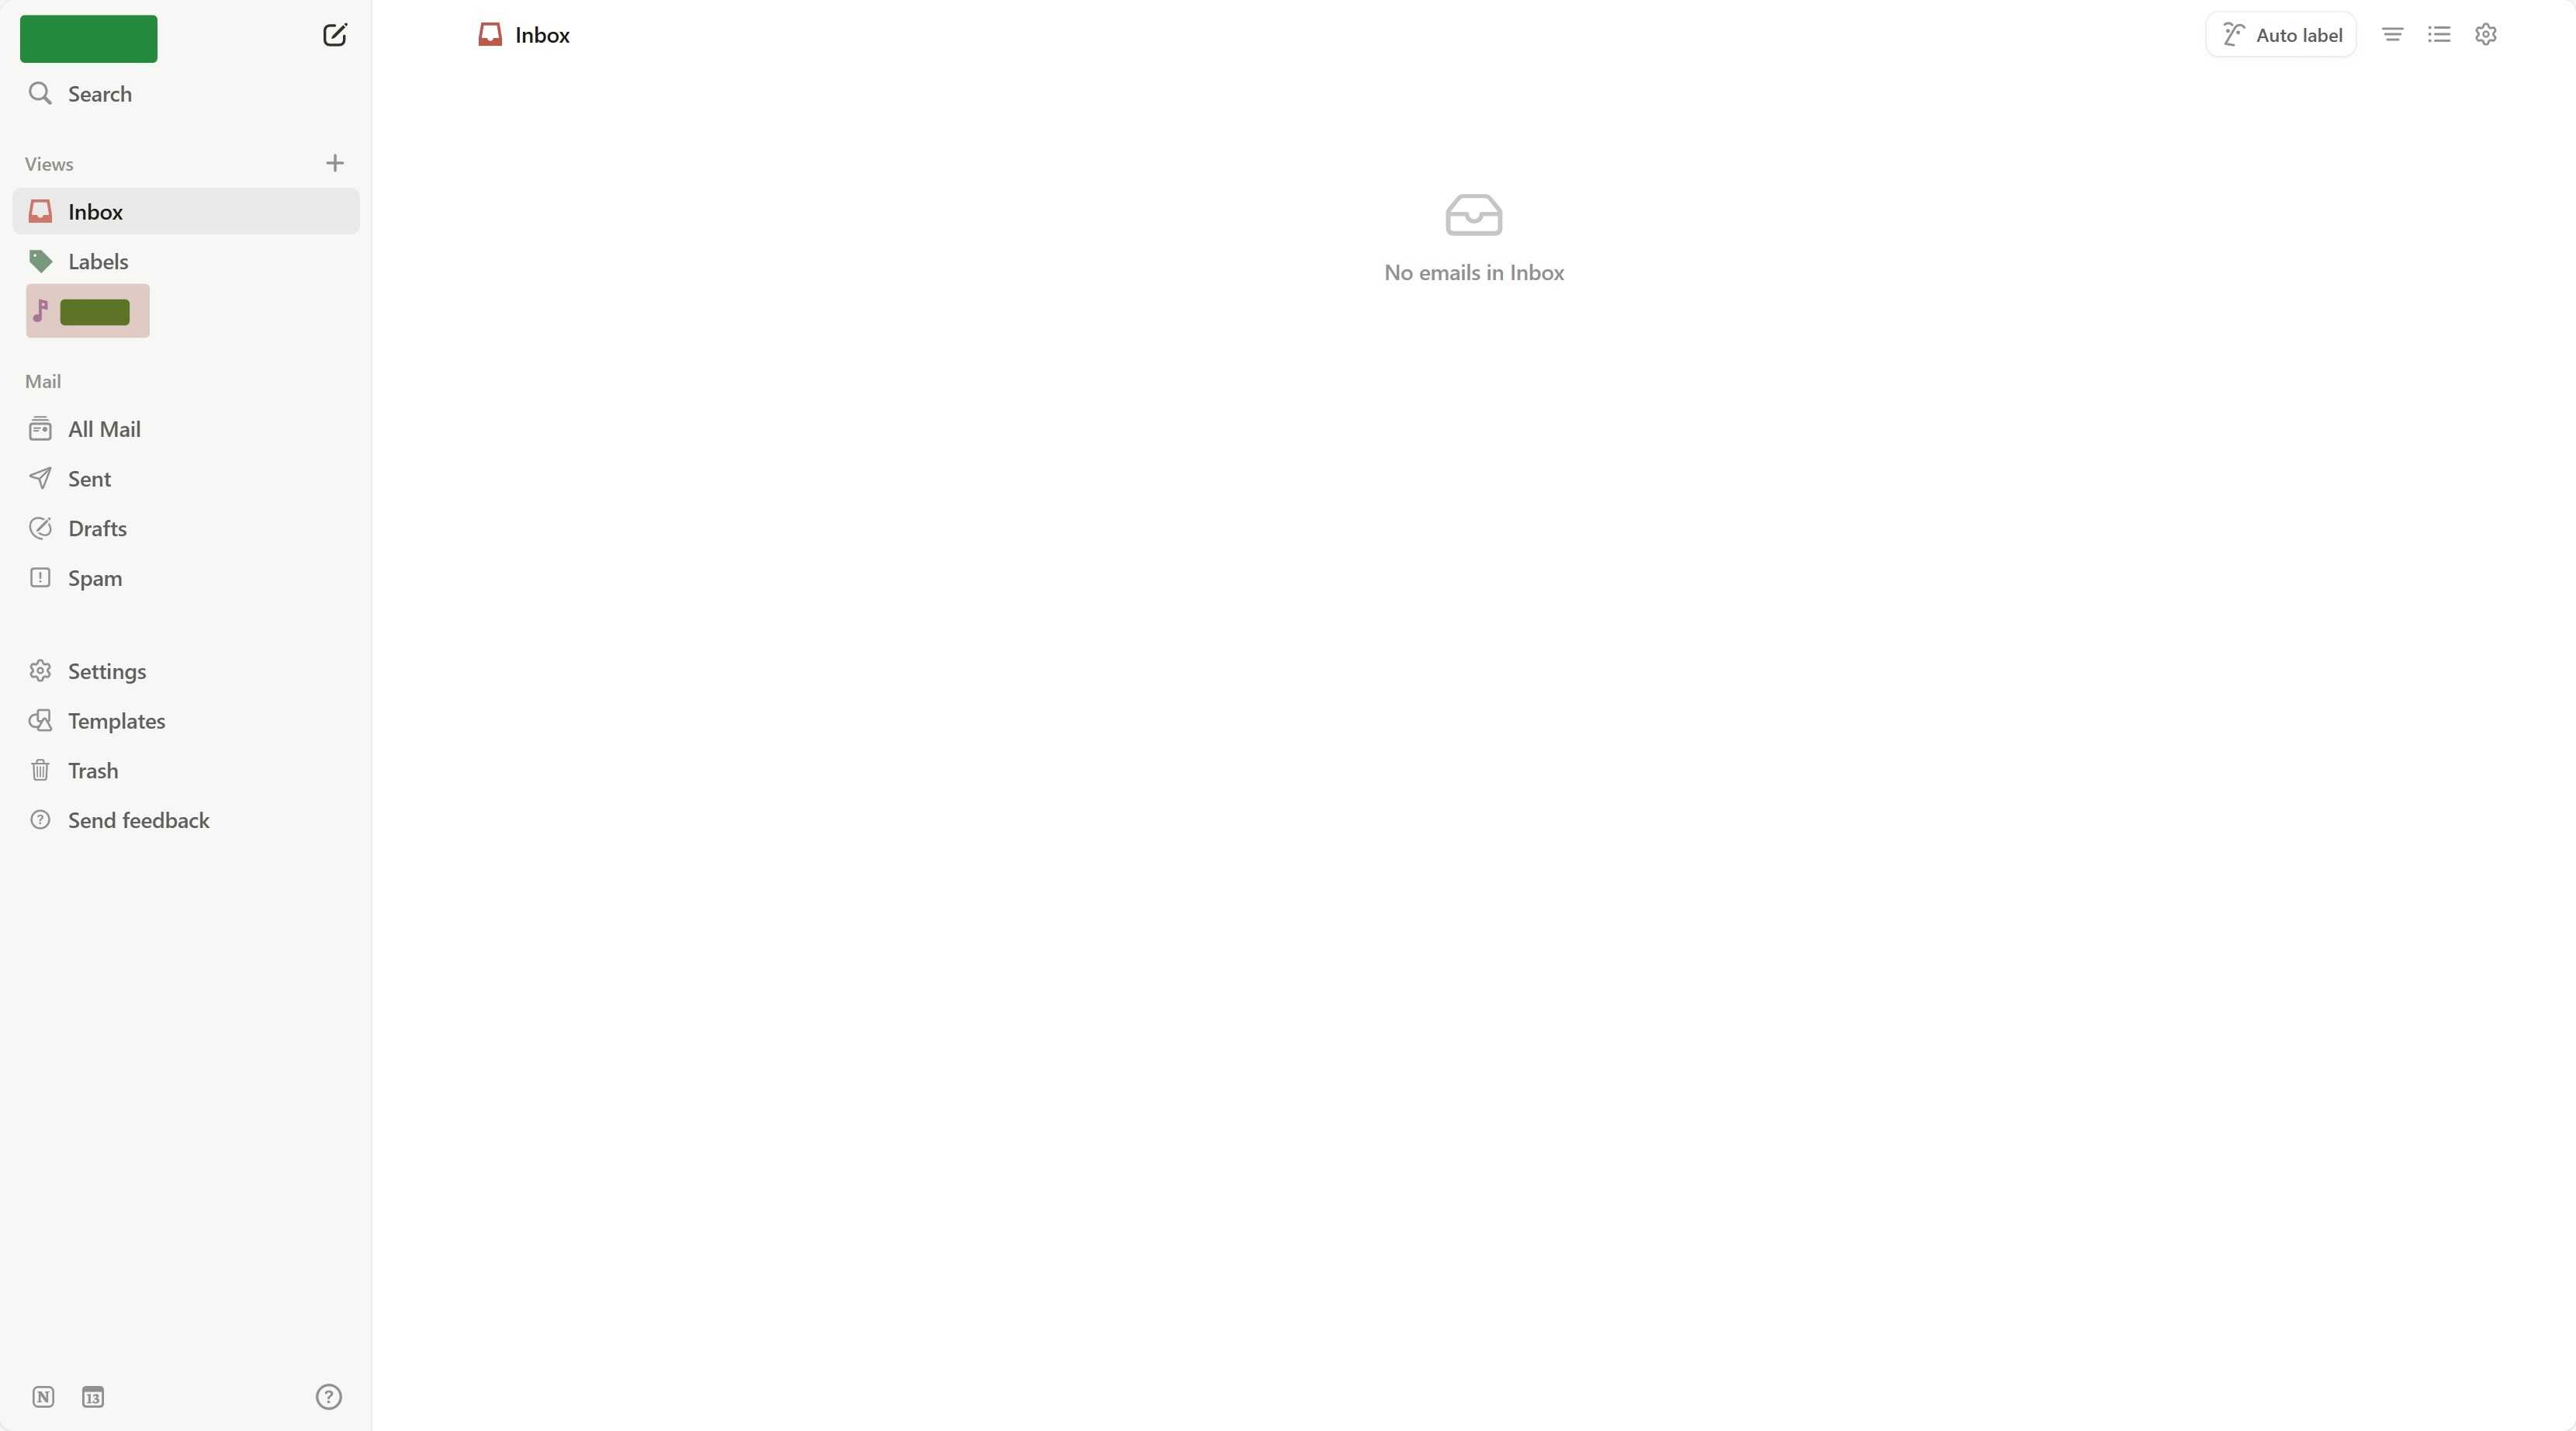 Inbox
Auto label
Search
Views
Inbox
Labels
Mail
All Mail
Sent
Drafts
Spam
Settings
Templates
Trash
Send feedback
No emails in Inbox
N
13
?